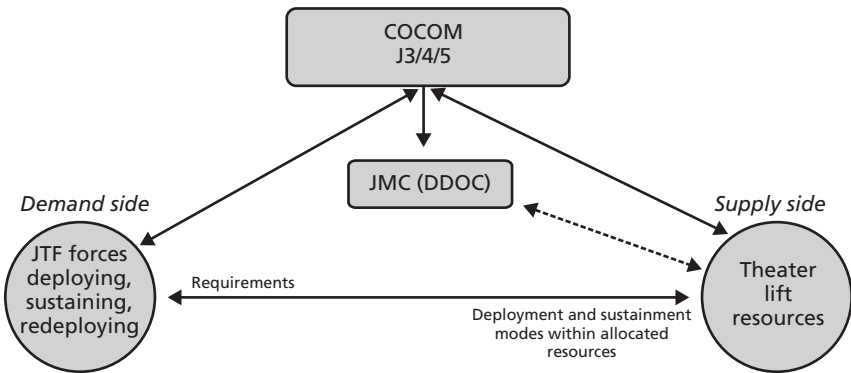 COCOM
J3/4/5
JMC (DDOC)
Demand side
Supply side
JTF forces
deploying,
sustaining,
redeploying
Requirements
Theater
lift
resources
Deployment and sustainment
modes within allocated
resources